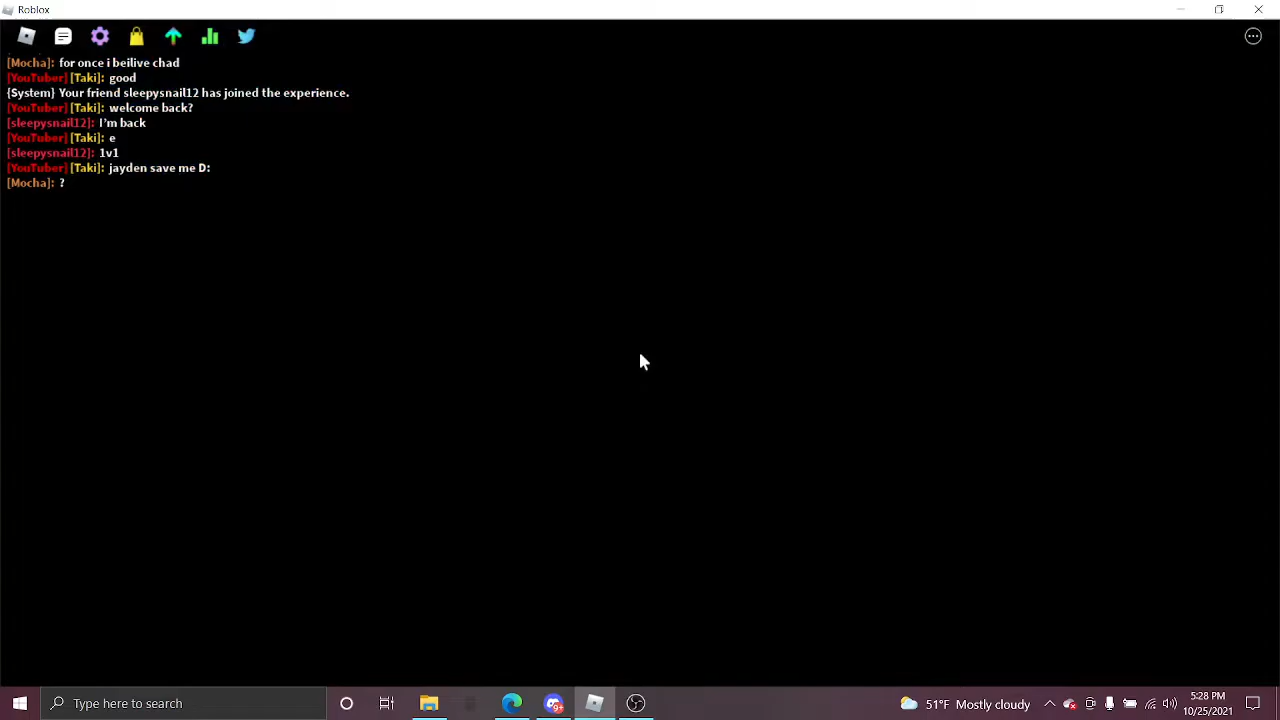 Roblox
[Mocha]: for once i beilive chad
[YouTuber] [Taki]: good
{System} Your friend sleepysnail12 has joined the experience.
[YouTuber] [Taki]: welcome back?
[sleepysnail12]: I'm back
[YouTuber] [Taki]: e
[sleepysnail12]: 1v1
[YouTuber] [Taki]: jayden save me D:
[Mocha]: ?
Type here to search
9+
51°F Mostly cloudy
5:28 PM
10/25/2021